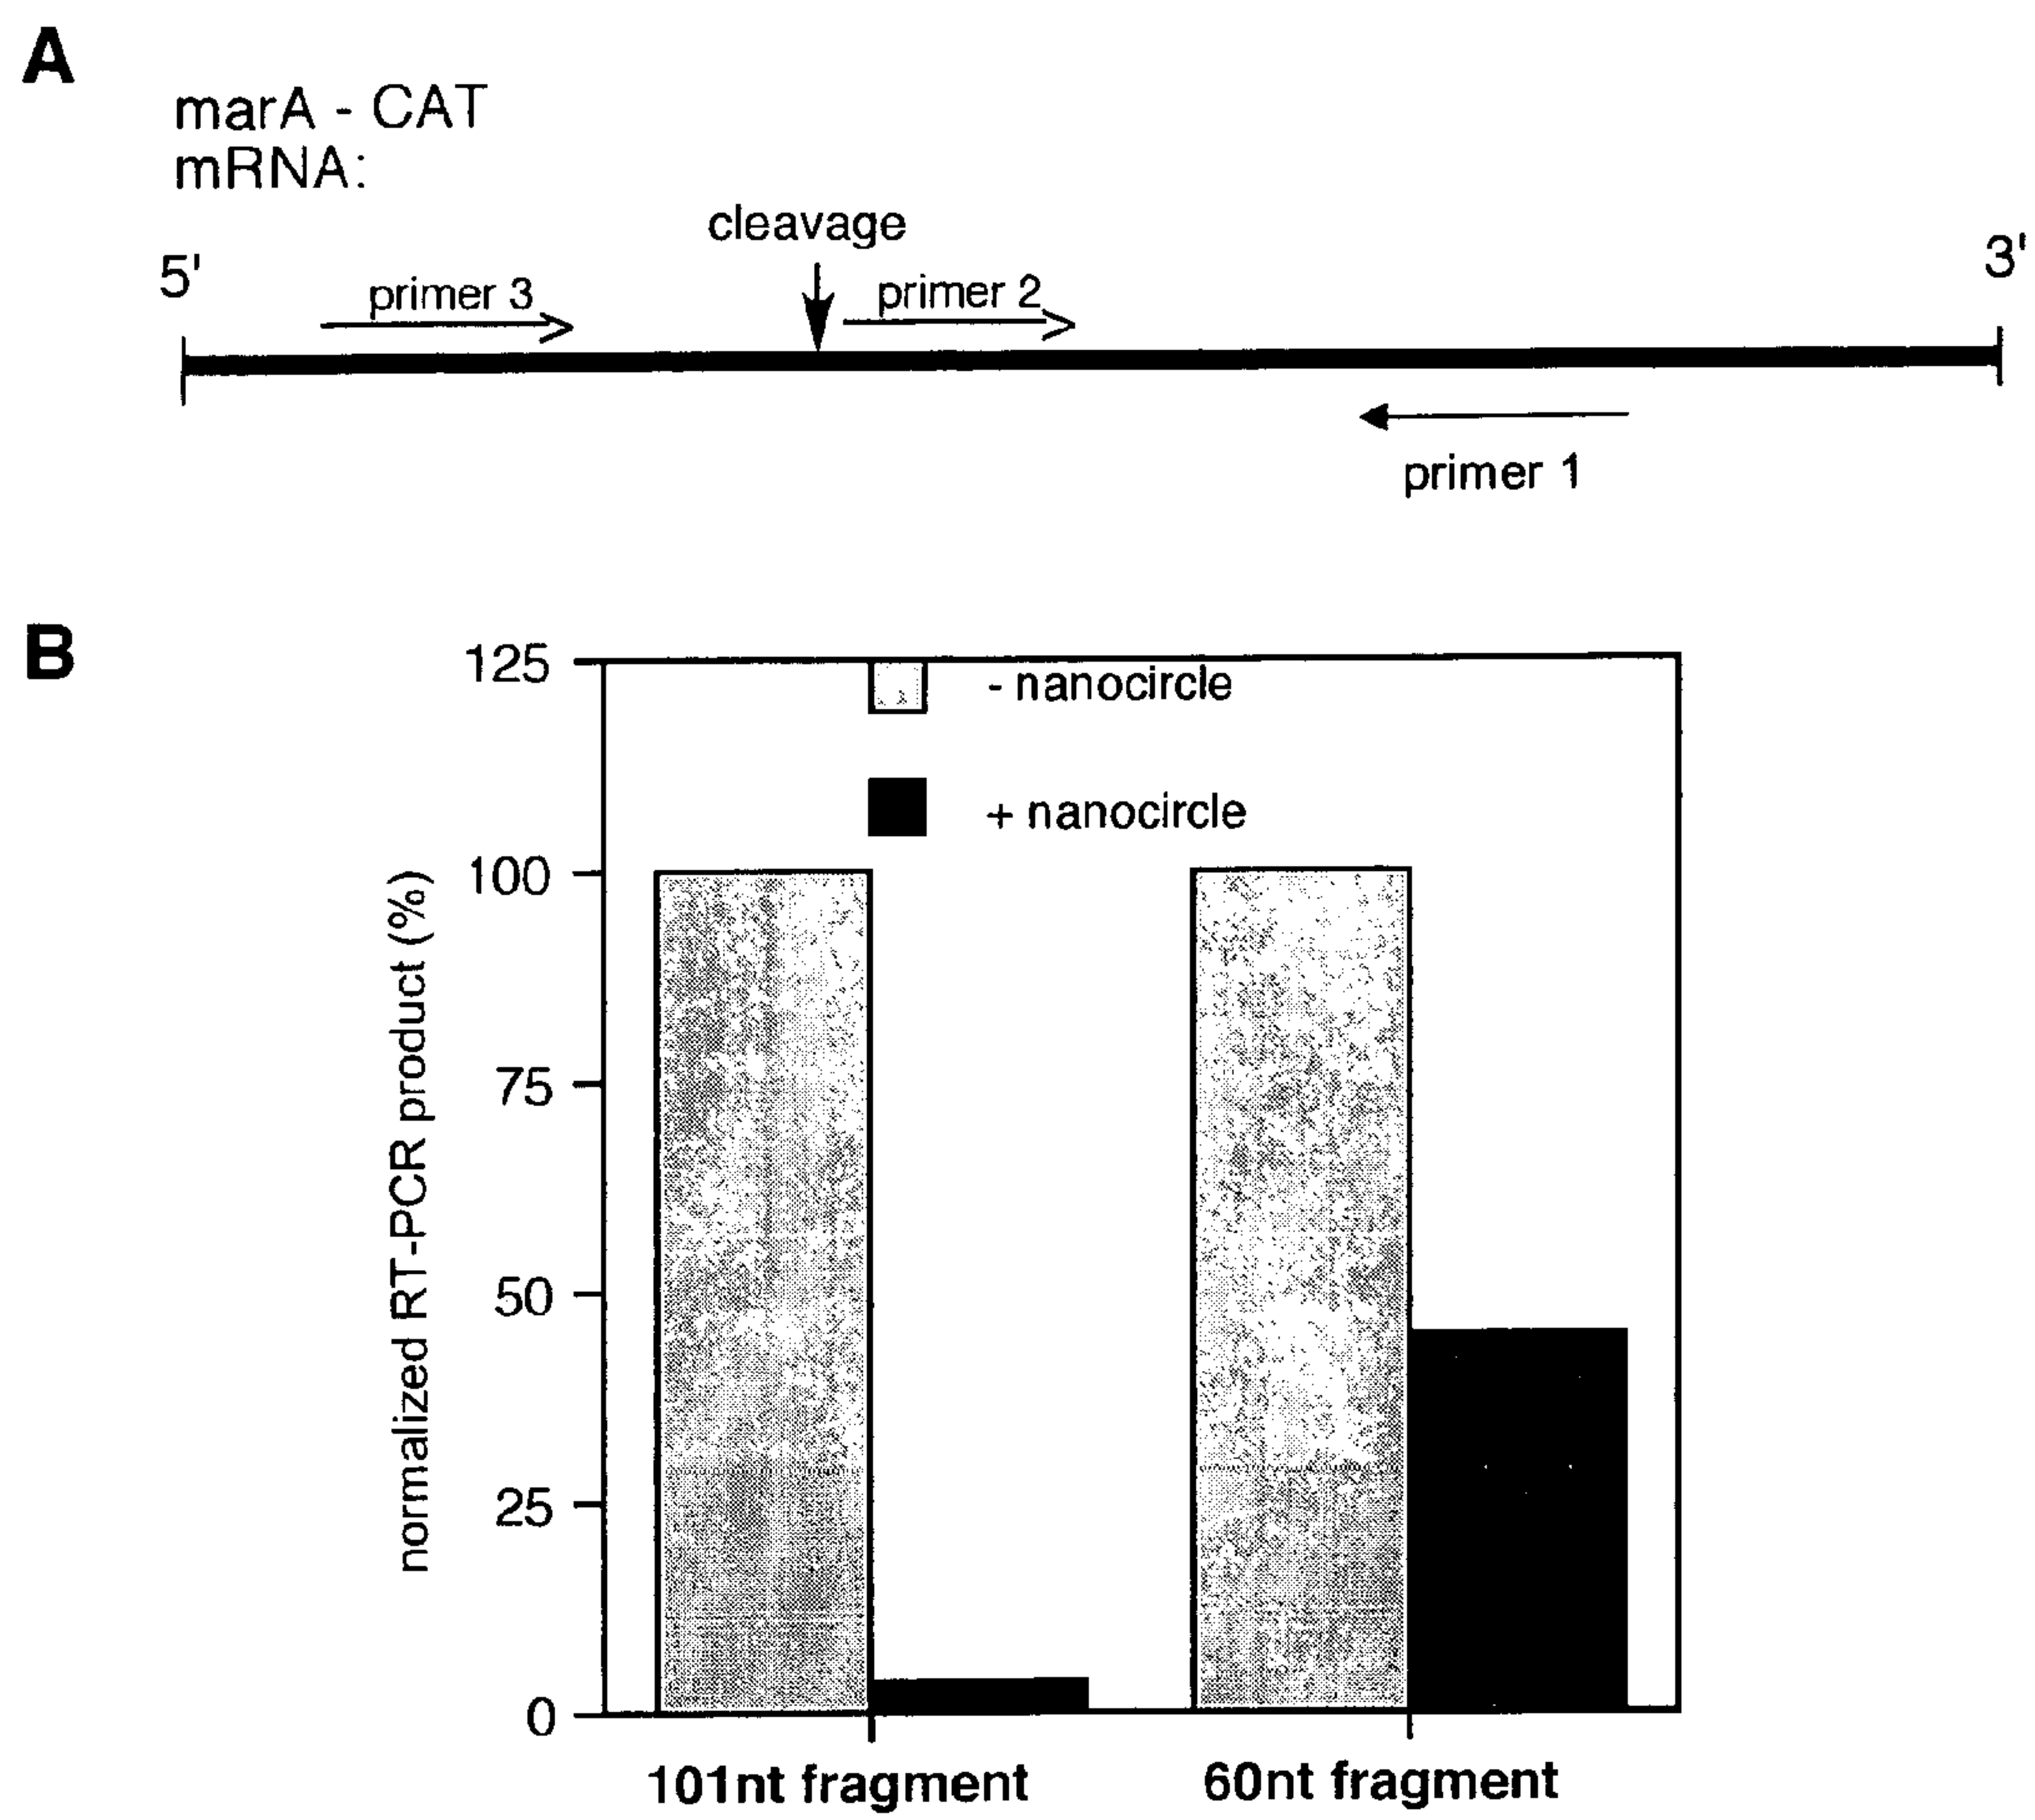 A
marA - CAT
mRNA:
cleavage
5'
primer 3
primer 2
3'
primer 1
B
125
- nanocircle
+ nanocircle
100
75
50
25
0
normalized RT-PCR product (%)
101nt fragment
60nt fragment